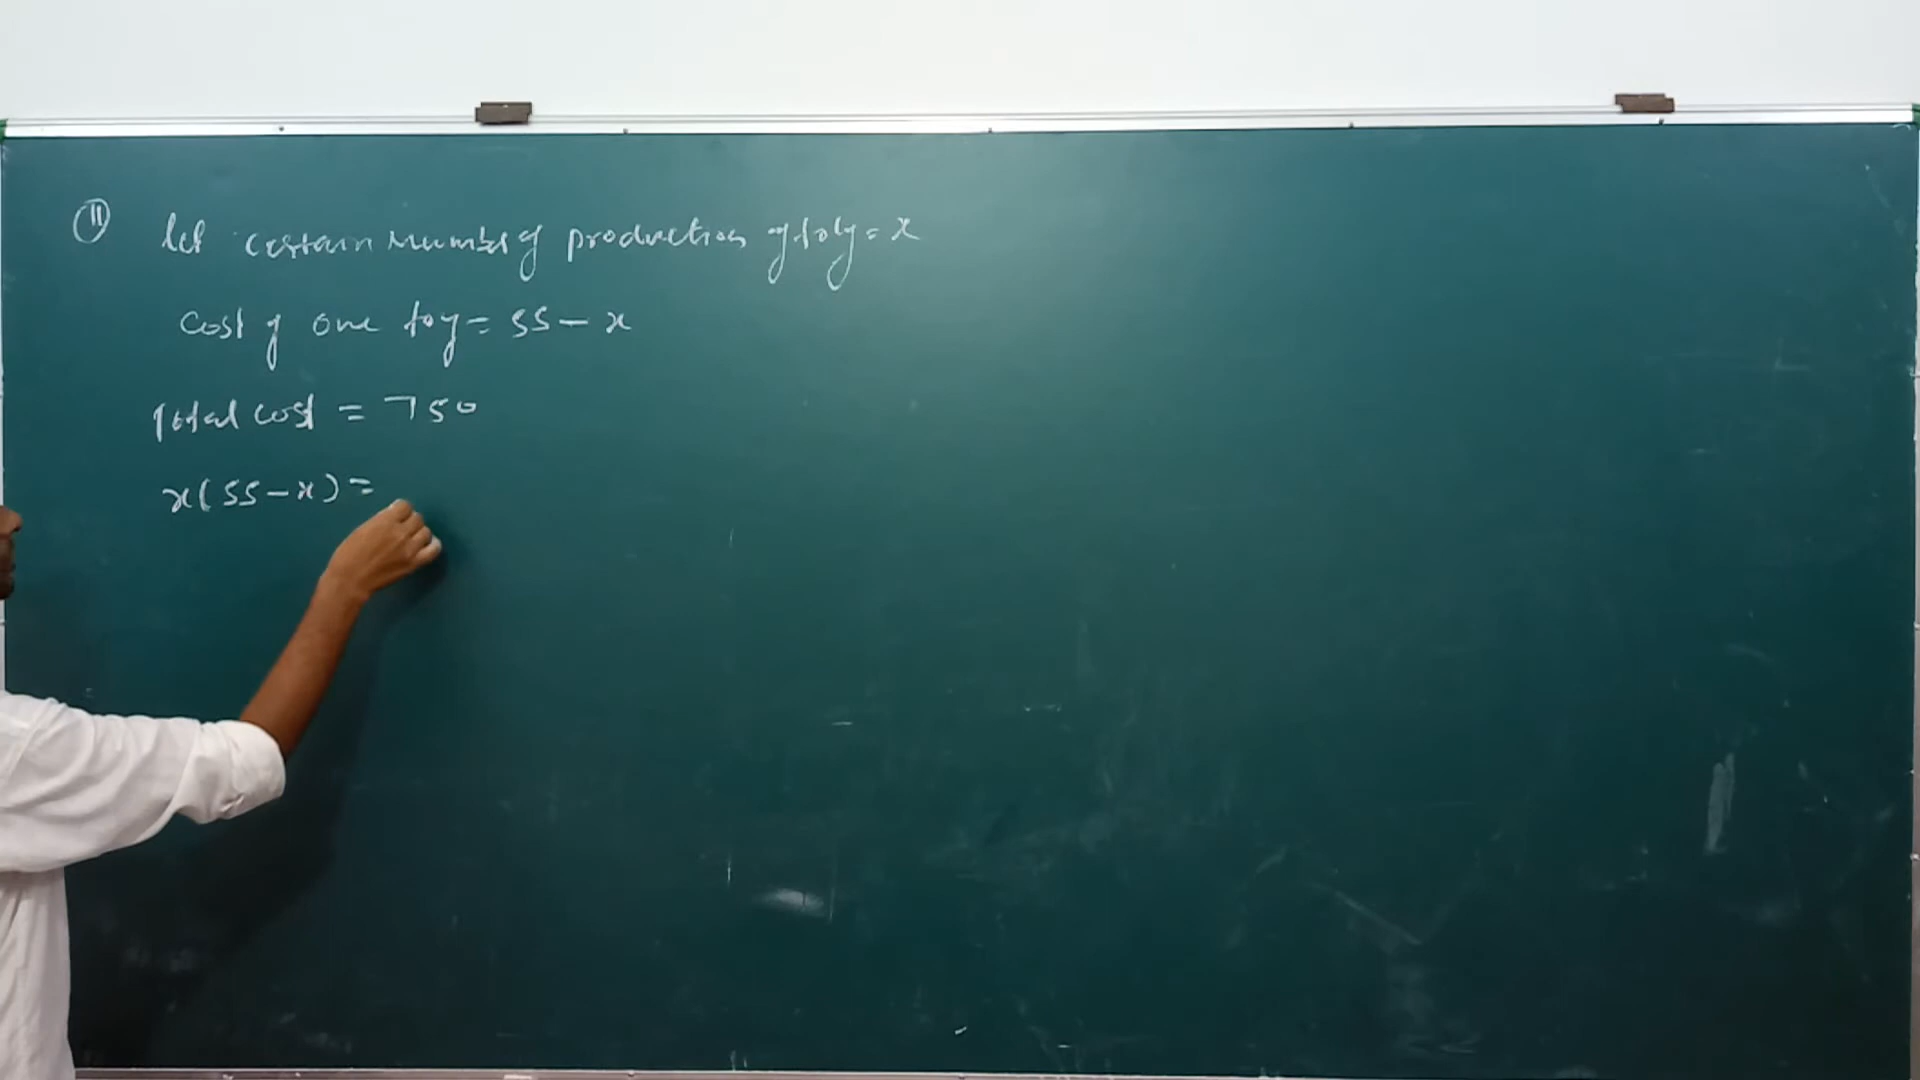 ⑪ let certain number of production of toy = x
Cost of one toy = 55 - x
Total cost = 750
x(55-x) =